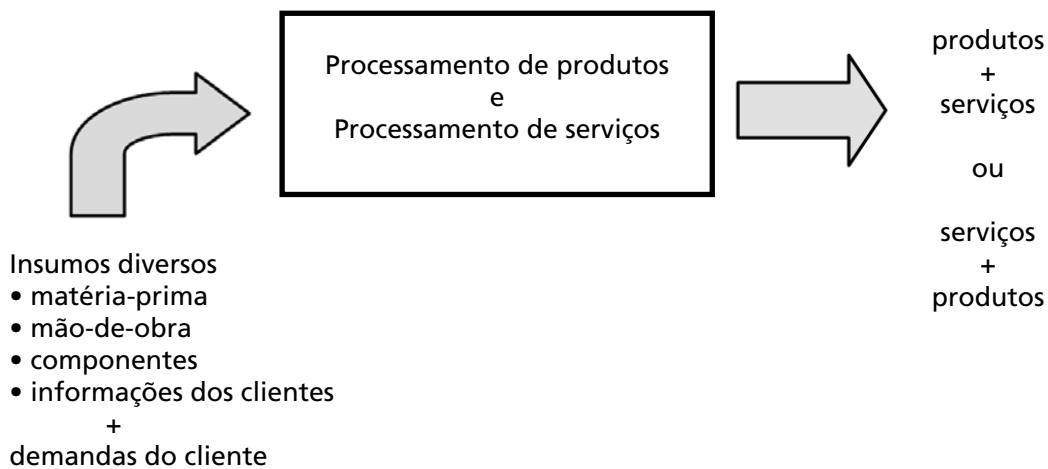 Processamento de produtos
e
Processamento de serviços
produtos
+
serviços
ou
serviços
+
produtos
Insumos diversos
• matéria-prima
• mão-de-obra
• componentes
• informações dos clientes
+
demandas do cliente